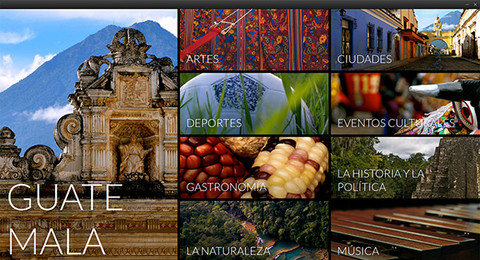 GUATE
MALA
ARTES
CIUDADES
DEPORTES
EVENTOS CULTURALES
GASTRONOMÍA
LA HISTORIA Y LA
POLÍTICA
LA NATURALEZA
MÚSICA